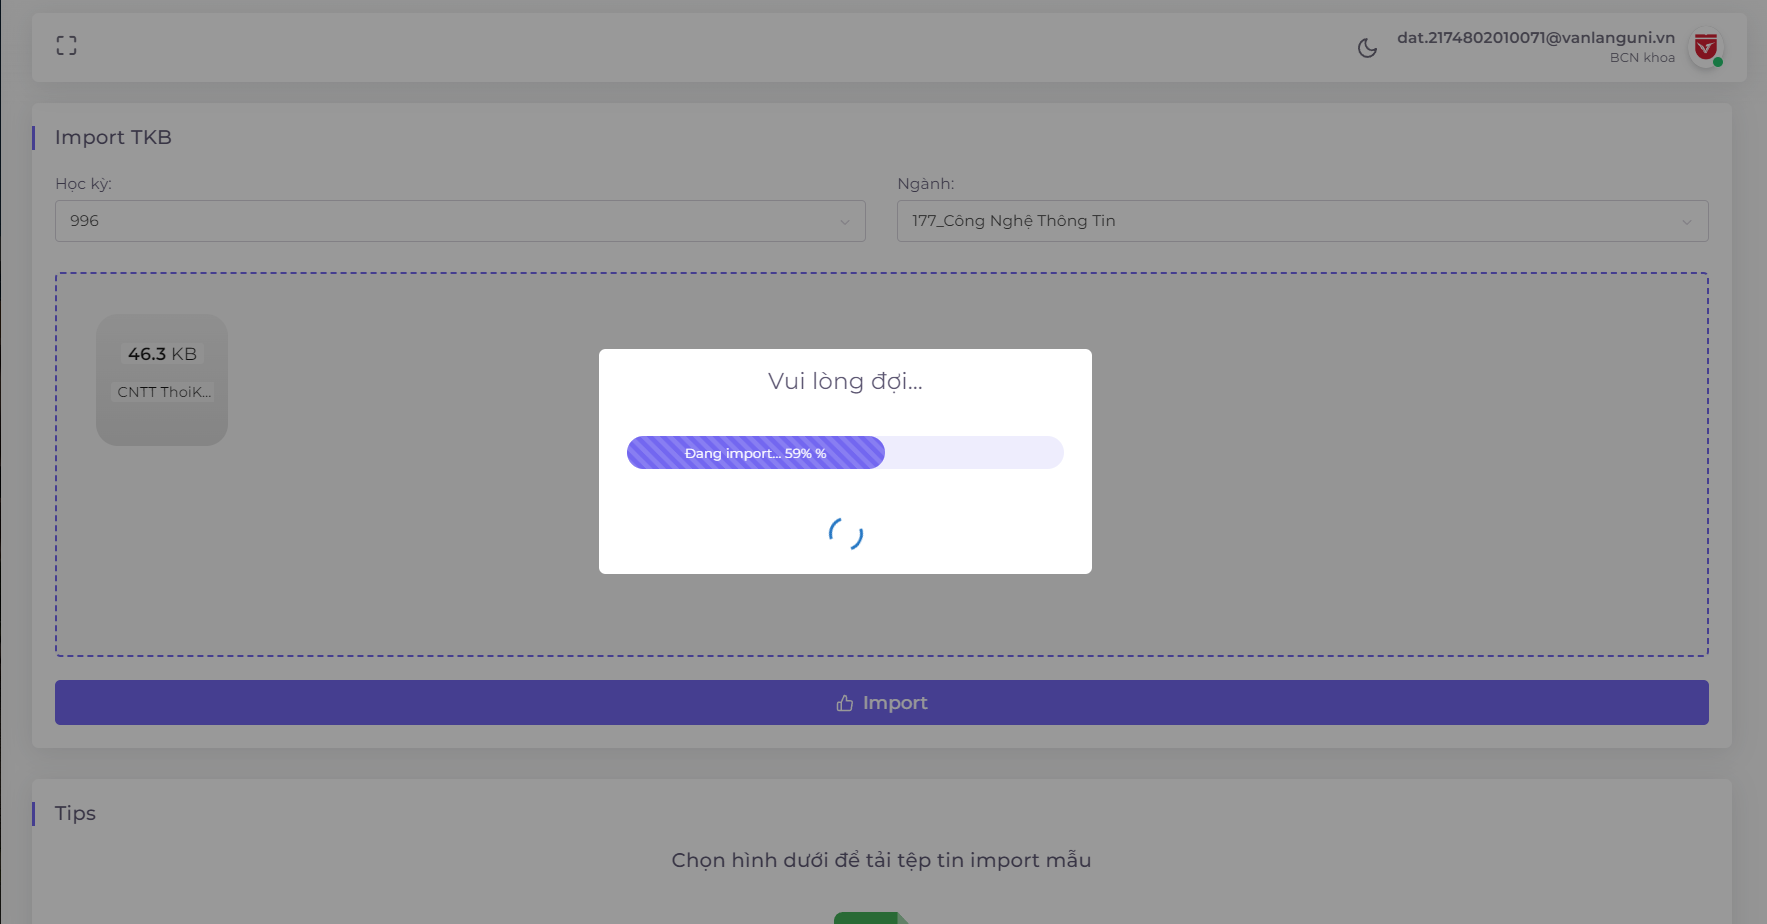 dat.2174802010071@vanlanguni.vn
BCN khoa
Import TKB
Học kỳ:
Ngành:
996
177_Công Nghệ Thông Tin
46.3 KB
CNTT ThoiK...
Vui lòng đợi...
Đang import... 59% %
Import
Tips
Chọn hình dưới để tải tệp tin import mẫu